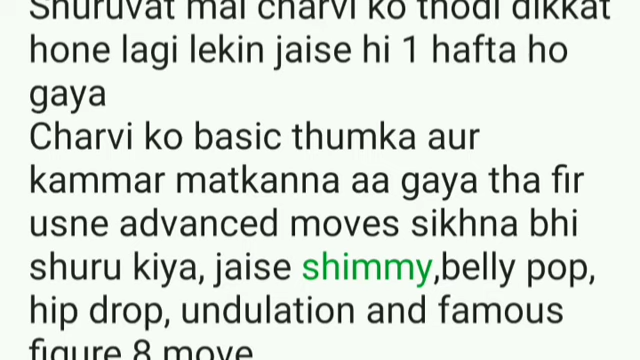 Shuruvat mai charvi ko thodi dikkat
hone lagi lekin jaise hi 1 hafta ho
gaya
Charvi ko basic thumka aur
kammar matkanna aa gaya tha fir
usne advanced moves sikhna bhi
shuru kiya, jaise shimmy,belly pop,
hip drop, undulation and famous
figure 8 move